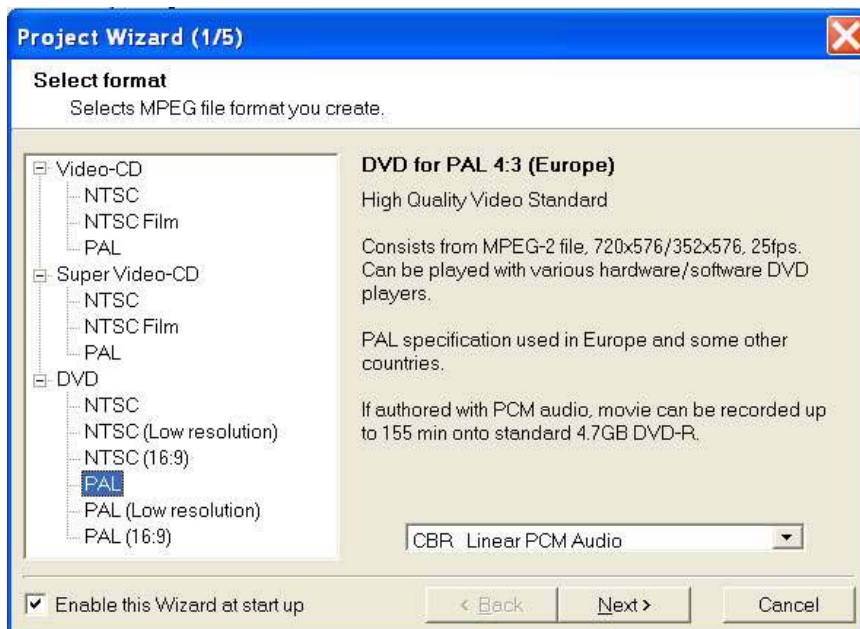 Project Wizard (1/5)
Select format
Selects MPEG file format you create.
Video-CD
NTSC
NTSC Film
PAL
Super Video-CD
NTSC
NTSC Film
PAL
DVD
NTSC
NTSC (Low resolution)
NTSC (16:9)
PAL
PAL (Low resolution)
PAL (16:9)
DVD for PAL 4:3 (Europe)
High Quality Video Standard
Consists from MPEG-2 file, 720x576/352x576, 25fps.
Can be played with various hardware/software DVD
players.
PAL specification used in Europe and some other
countries.
If authored with PCM audio, movie can be recorded up
to 155 min onto standard 4.7GB DVD-R.
CBR Linear PCM Audio
Enable this Wizard at start up
< Back
Next >
Cancel